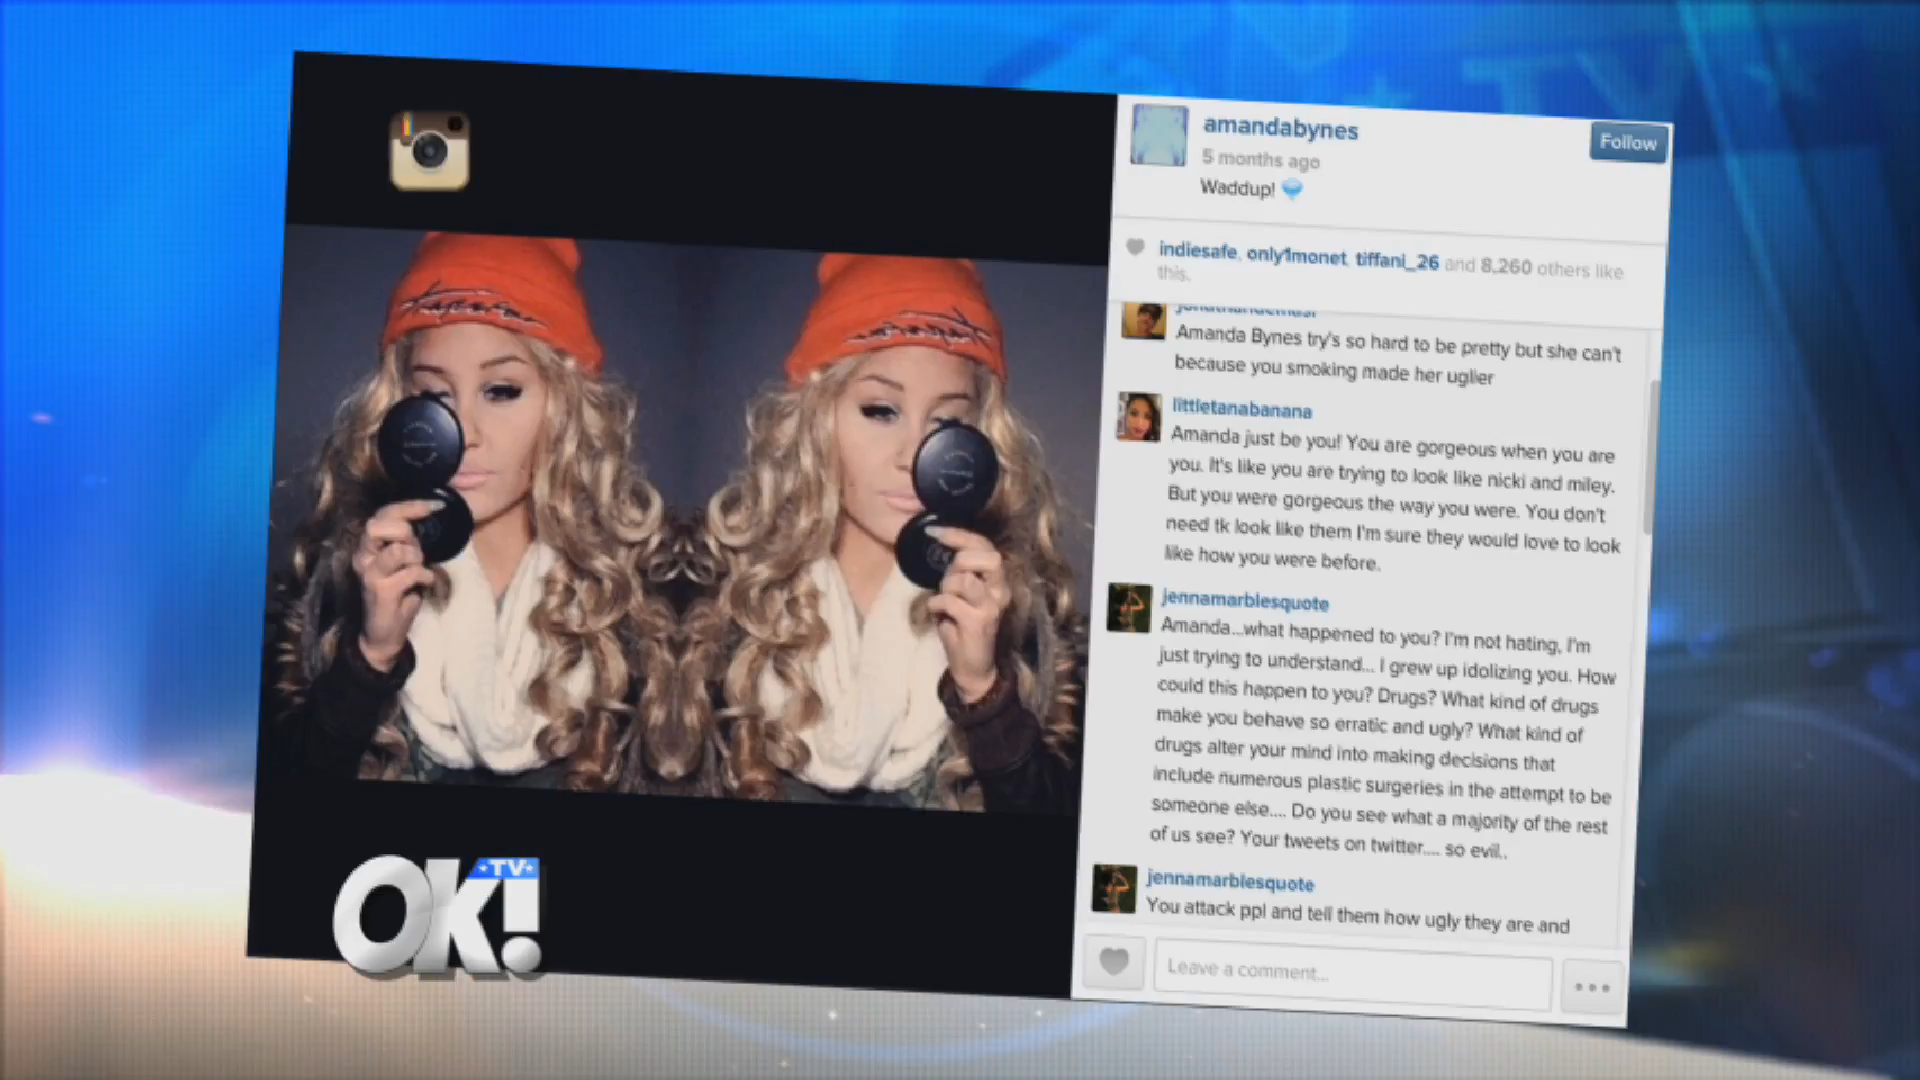 amandabynes
Follow
5 months ago
Waddup!
indiesafe, only1monet, tiffani_26 and 8,260 others like
this.
Amanda Bynes try's so hard to be pretty but she can't
because you smoking made her uglier
littletanabanana
Amanda just be you! You are gorgeous when you are
you. It's like you are trying to look like nicki and miley.
But you were gorgeous the way you were. You don't
need tk look like them I'm sure they would love to look
like how you were before.
jennamarblesquote
Amanda...what happened to you? I'm not hating, I'm
just trying to understand... I grew up idolizing you. How
could this happen to you? Drugs? What kind of drugs
make you behave so erratic and ugly? What kind of
drugs alter your mind into making decisions that
include numerous plastic surgeries in the attempt to be
someone else.... Do you see what a majority of the rest
of us see? Your tweets on twitter.... so evil..
jennamarblesquote
You attack ppl and tell them how ugly they are and
Leave a comment...
OK!
TV